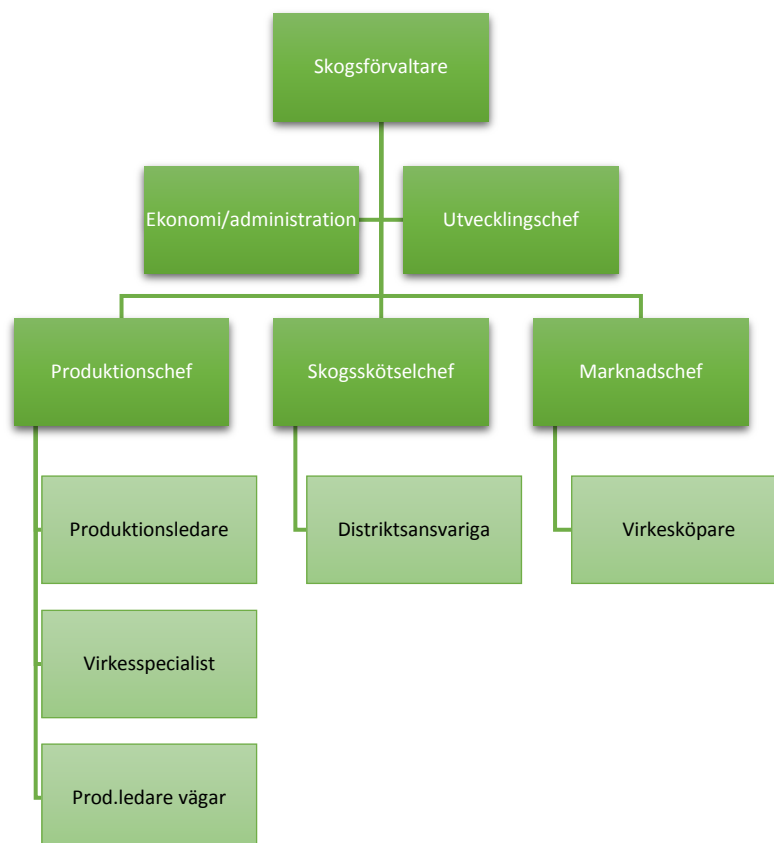 Skogsförvaltare
Ekonomi/administration
Utvecklingschef
Produktionschef
Skogsskötselchef
Marknadschef
Produktionsledare
Distriktsansvariga
Virkesköpare
Virkesspecialist
Prod.ledare vägar